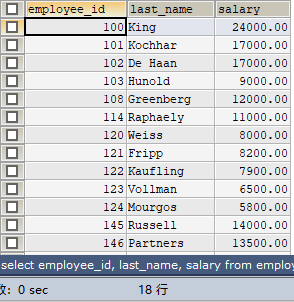 employee_id last_name salary
100 King 24000.00
101 Kochhar 17000.00
102 De Haan 17000.00
103 Hunold 9000.00
108 Greenberg 12000.00
114 Raphaely 11000.00
120 Weiss 8000.00
121 Fripp 8200.00
122 Kaufling 7900.00
123 Vollman 6500.00
124 Mourgos 5800.00
145 Russell 14000.00
146 Partners 13500.00
select employee_id, last_name, salary from employ
: 0 sec 18 行